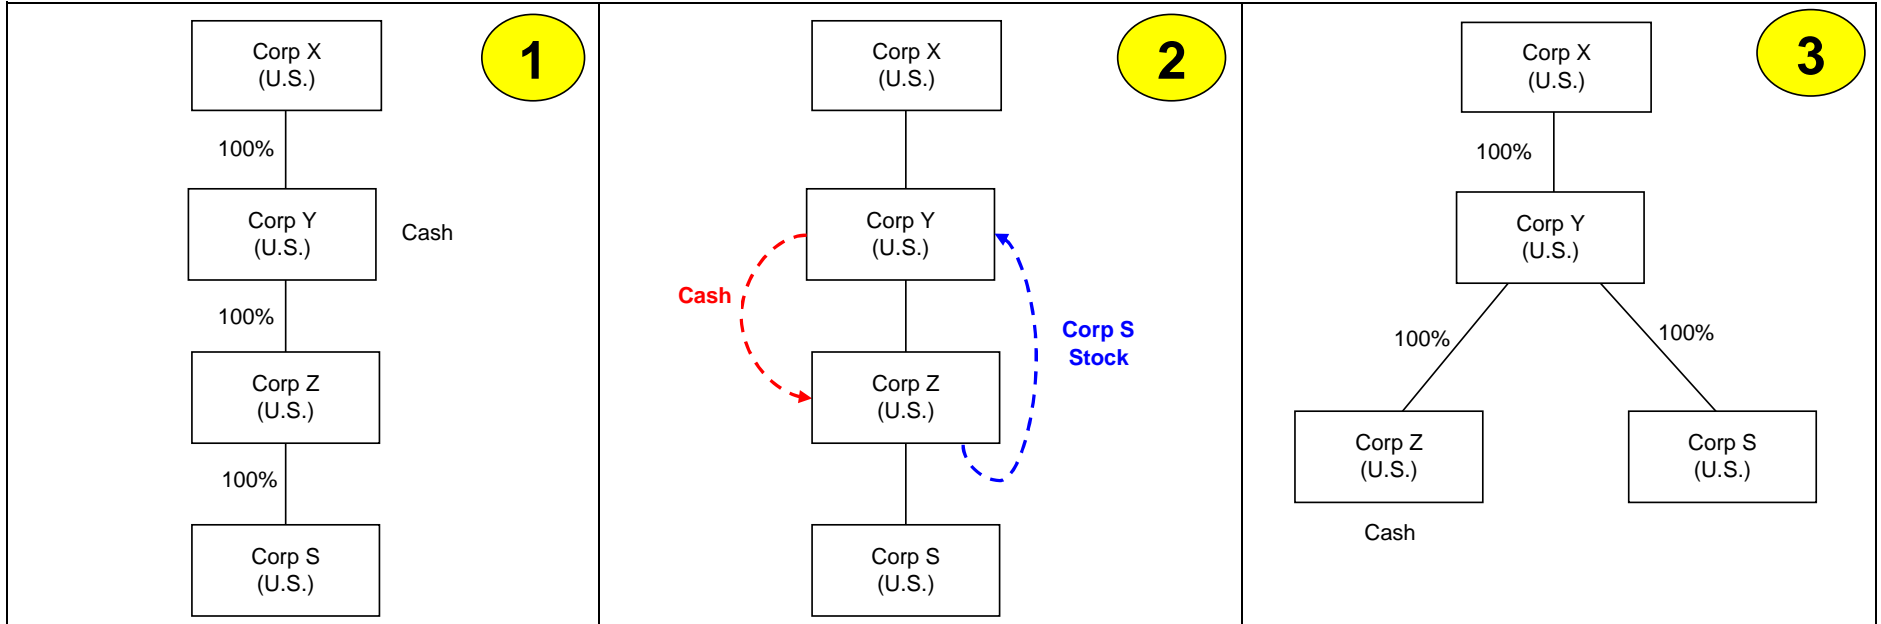 1
Corp X
(U.S.)
100%
Corp Y
(U.S.)
Cash
100%
Corp Z
(U.S.)
100%
Corp S
(U.S.)
2
Corp X
(U.S.)
Corp Y
(U.S.)
Cash
Corp S
Stock
Corp Z
(U.S.)
Corp S
(U.S.)
3
Corp X
(U.S.)
100%
Corp Y
(U.S.)
100%
100%
Corp Z
(U.S.)
Corp S
(U.S.)
Cash